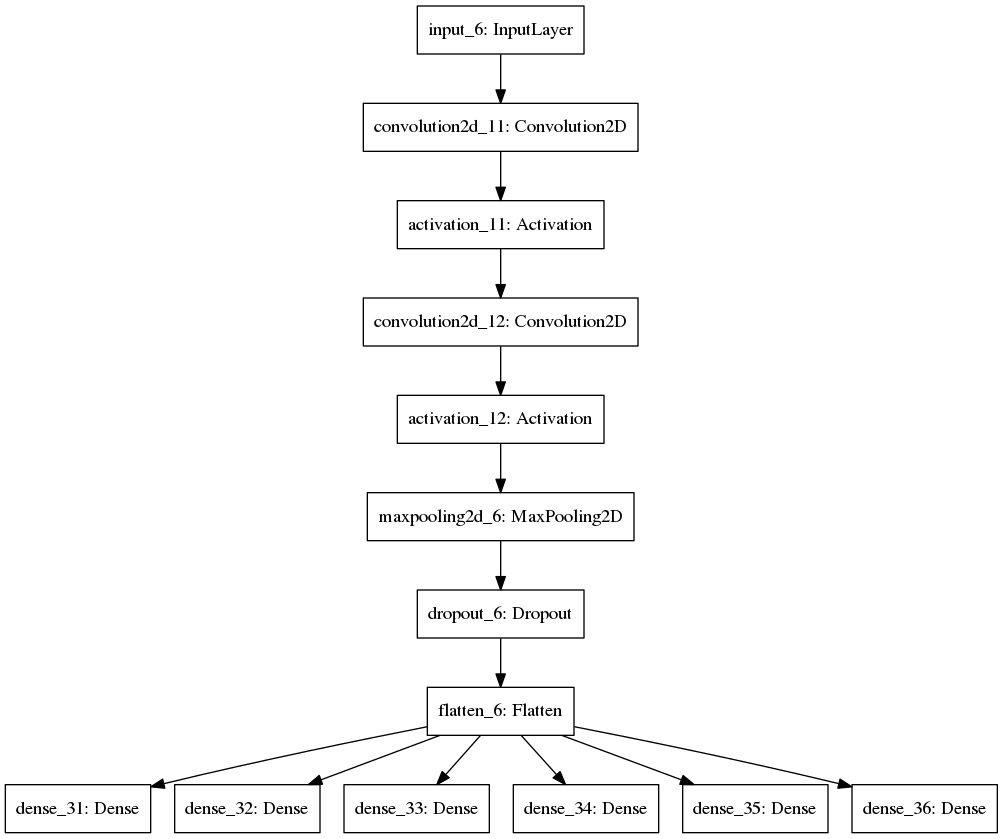 input_6: InputLayer
convolution2d_11: Convolution2D
activation_11: Activation
convolution2d_12: Convolution2D
activation_12: Activation
maxpooling2d_6: MaxPooling2D
dropout_6: Dropout
flatten_6: Flatten
dense_31: Dense
dense_32: Dense
dense_33: Dense
dense_34: Dense
dense_35: Dense
dense_36: Dense